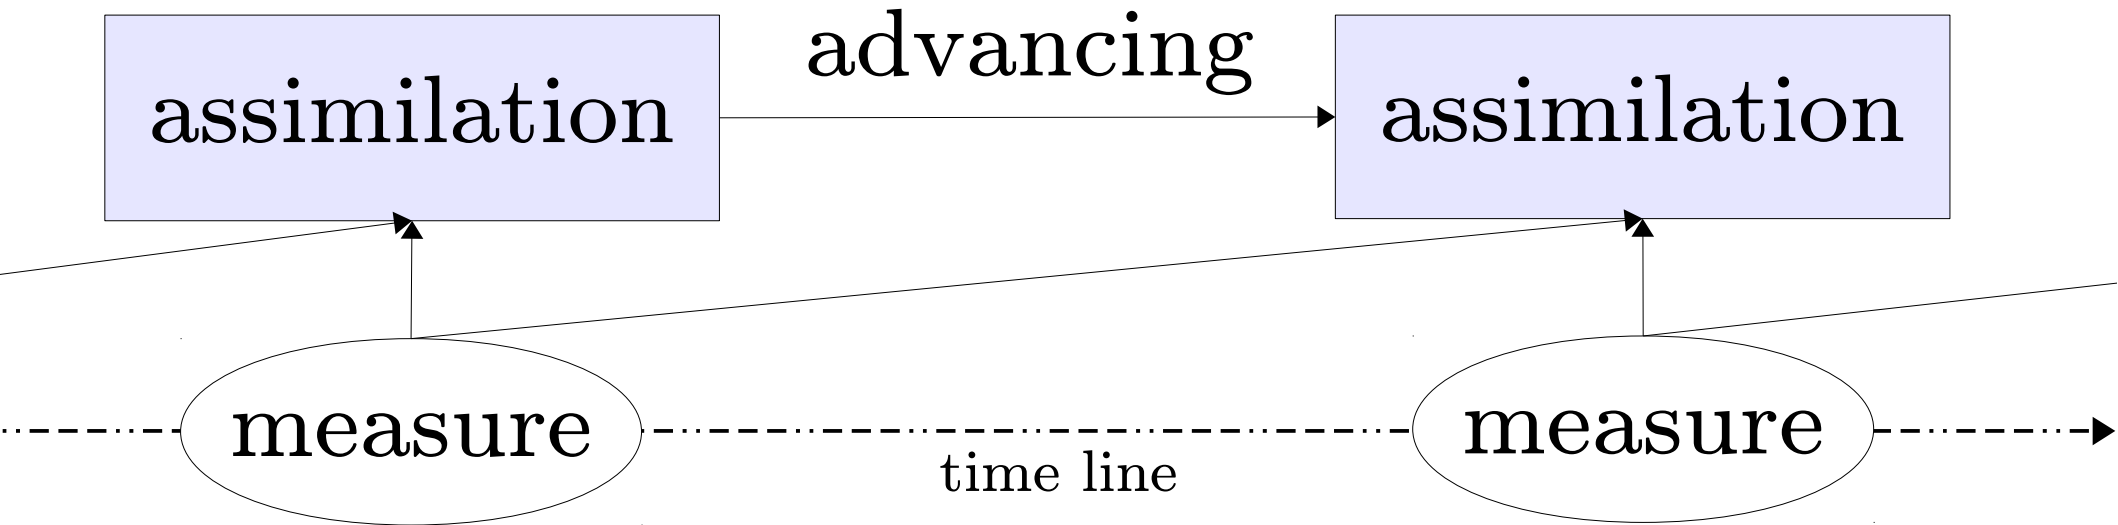 advancing
assimilation
assimilation
measure
measure
time line